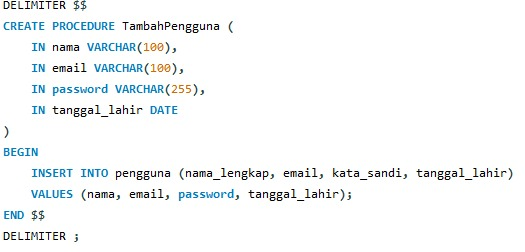 DELIMITER $$
CREATE PROCEDURE TambahPengguna (
    IN nama VARCHAR(100),
    IN email VARCHAR(100),
    IN password VARCHAR(255),
    IN tanggal_lahir DATE
)
BEGIN
    INSERT INTO pengguna (nama_lengkap, email, kata_sandi, tanggal_lahir)
    VALUES (nama, email, password, tanggal_lahir);
END $$
DELIMITER ;